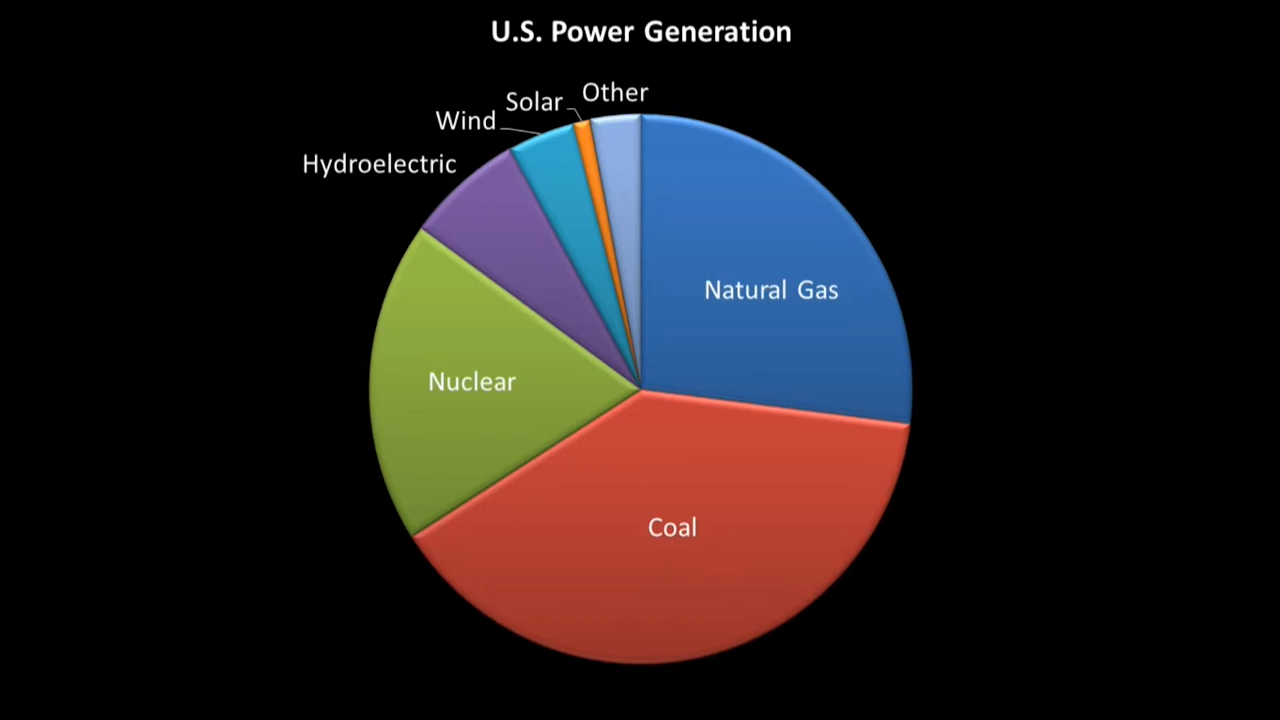 U.S. Power Generation
Other
Solar
Wind
Hydroelectric
Natural Gas
Nuclear
Coal